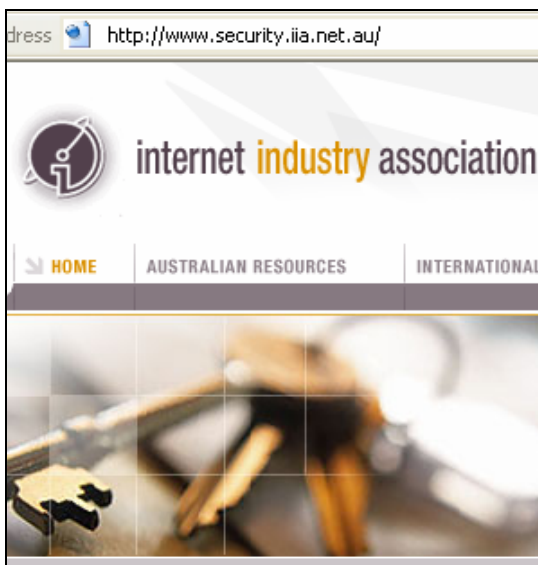 dress http://www.security.iia.net.au/
internet industry association
HOME AUSTRALIAN RESOURCES INTERNATIONAL